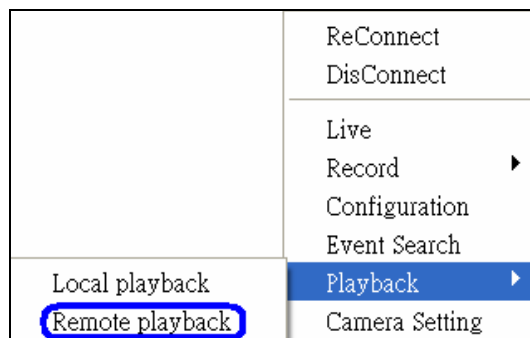 ReConnect
DisConnect
Live
Record
Configuration
Event Search
Playback
Camera Setting
Local playback
Remote playback